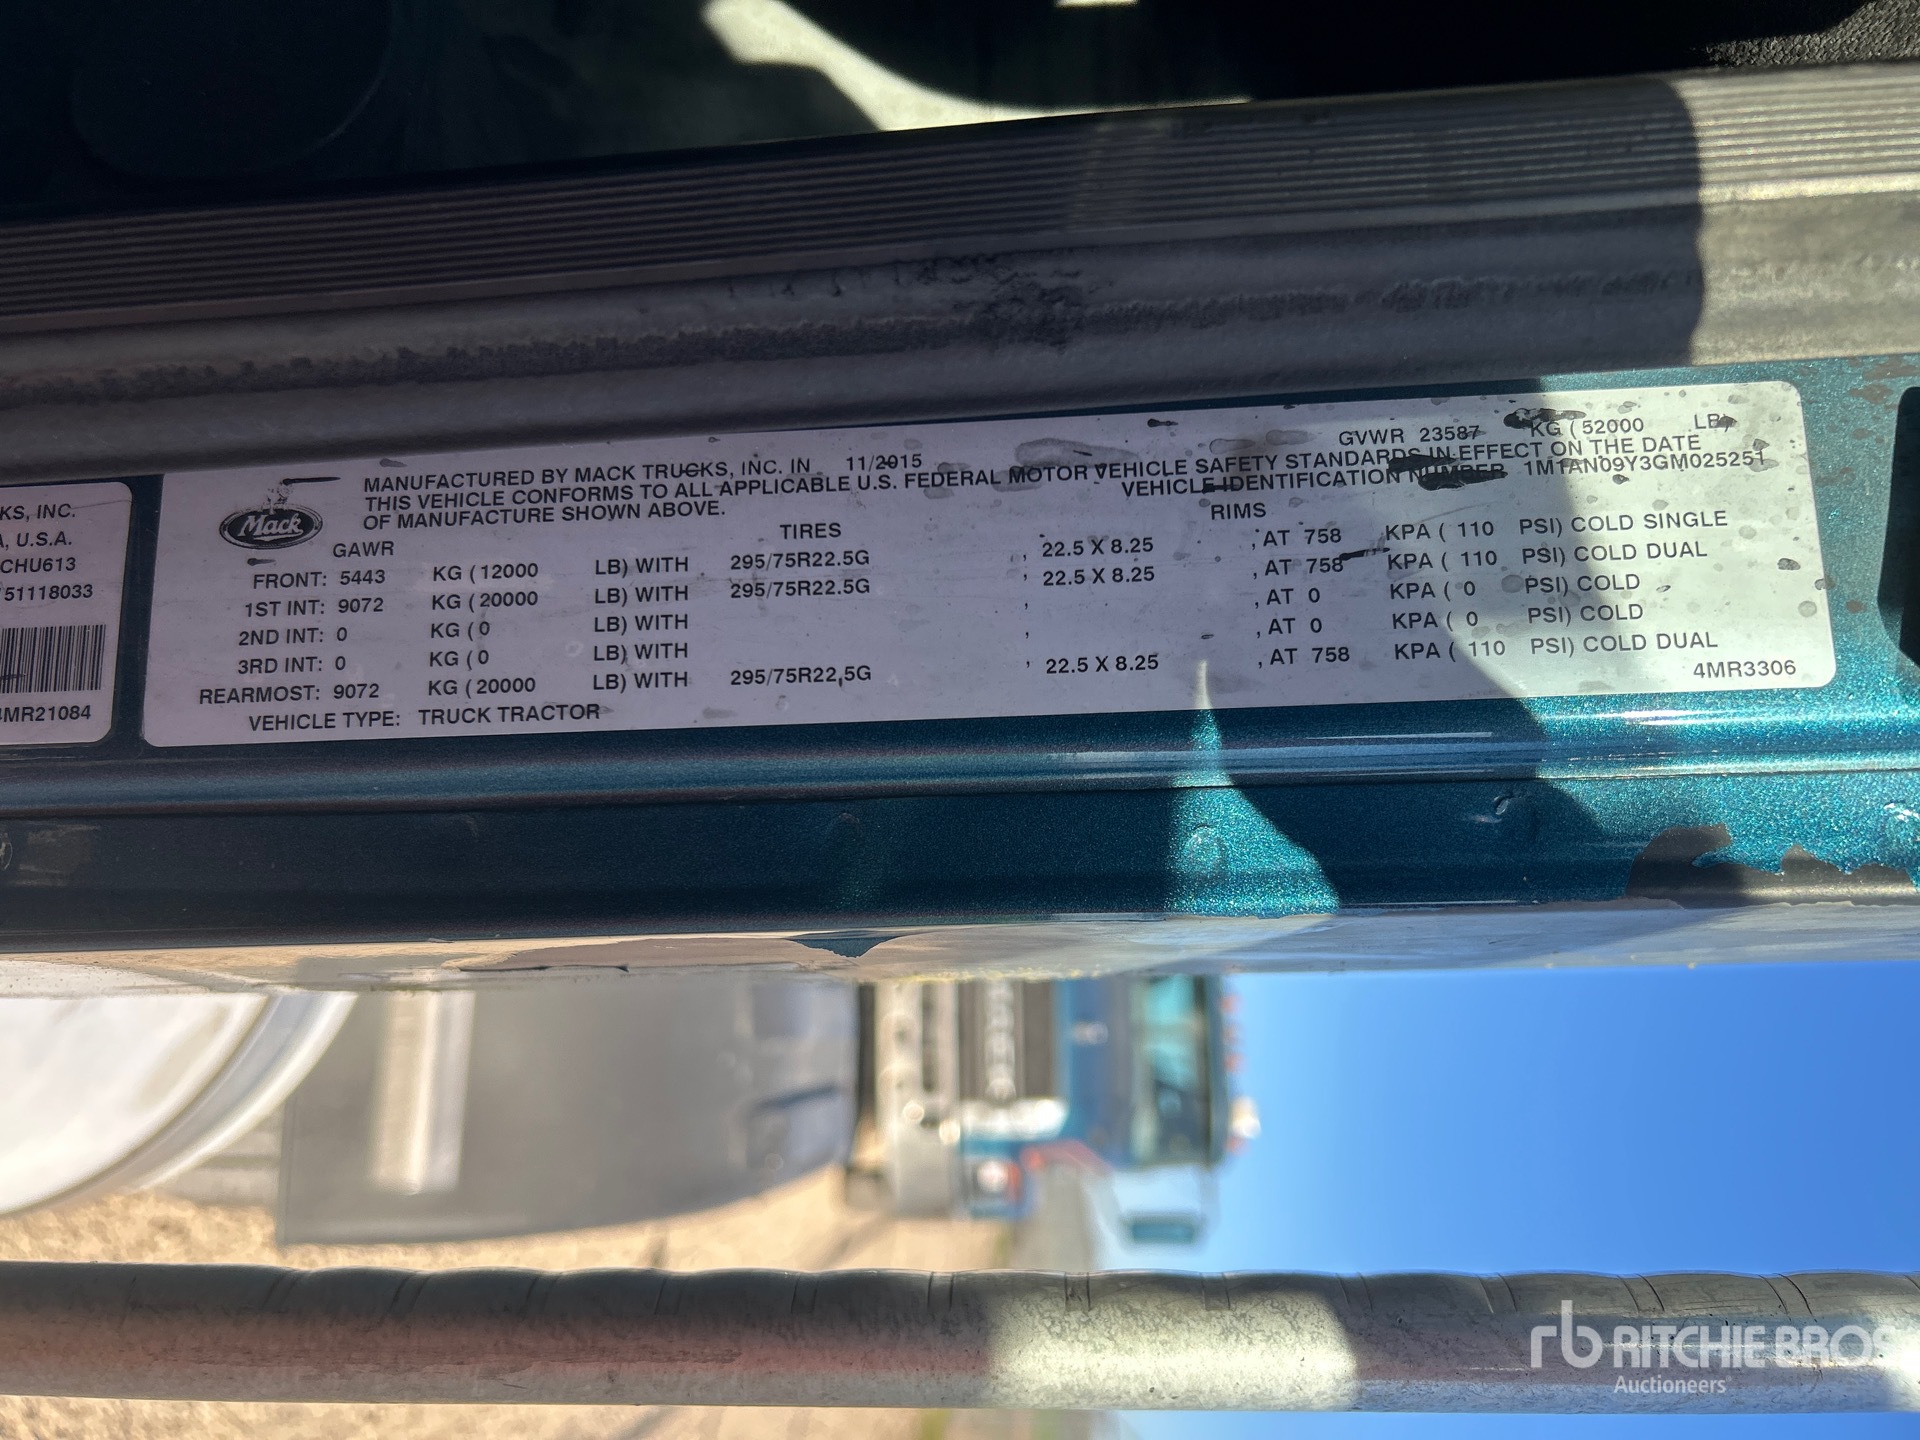 KS, INC.
A, U.S.A.
CHU613
51118033
4MR21084
Mack
MANUFACTURED BY MACK TRUCKS, INC. IN 11/2015 GVWR 23587 KG ( 52000 LB)
THIS VEHICLE CONFORMS TO ALL APPLICABLE U.S. FEDERAL MOTOR VEHICLE SAFETY STANDARDS IN EFFECT ON THE DATE
OF MANUFACTURE SHOWN ABOVE. VEHICLE IDENTIFICATION NUMBER 1M1AN09Y3GM025251
GAWR TIRES RIMS
FRONT: 5443 KG ( 12000 LB) WITH 295/75R22.5G , 22.5 X 8.25 , AT 758 KPA ( 110 PSI) COLD SINGLE
1ST INT: 9072 KG ( 20000 LB) WITH 295/75R22.5G , 22.5 X 8.25 , AT 758 KPA ( 110 PSI) COLD DUAL
2ND INT: 0 KG ( 0 LB) WITH , , AT 0 KPA ( 0 PSI) COLD
3RD INT: 0 KG ( 0 LB) WITH , , AT 0 KPA ( 0 PSI) COLD
REARMOST: 9072 KG ( 20000 LB) WITH 295/75R22,5G , 22.5 X 8.25 , AT 758 KPA ( 110 PSI) COLD DUAL
VEHICLE TYPE: TRUCK TRACTOR 4MR3306
rb RITCHIE BROS
Auctioneers